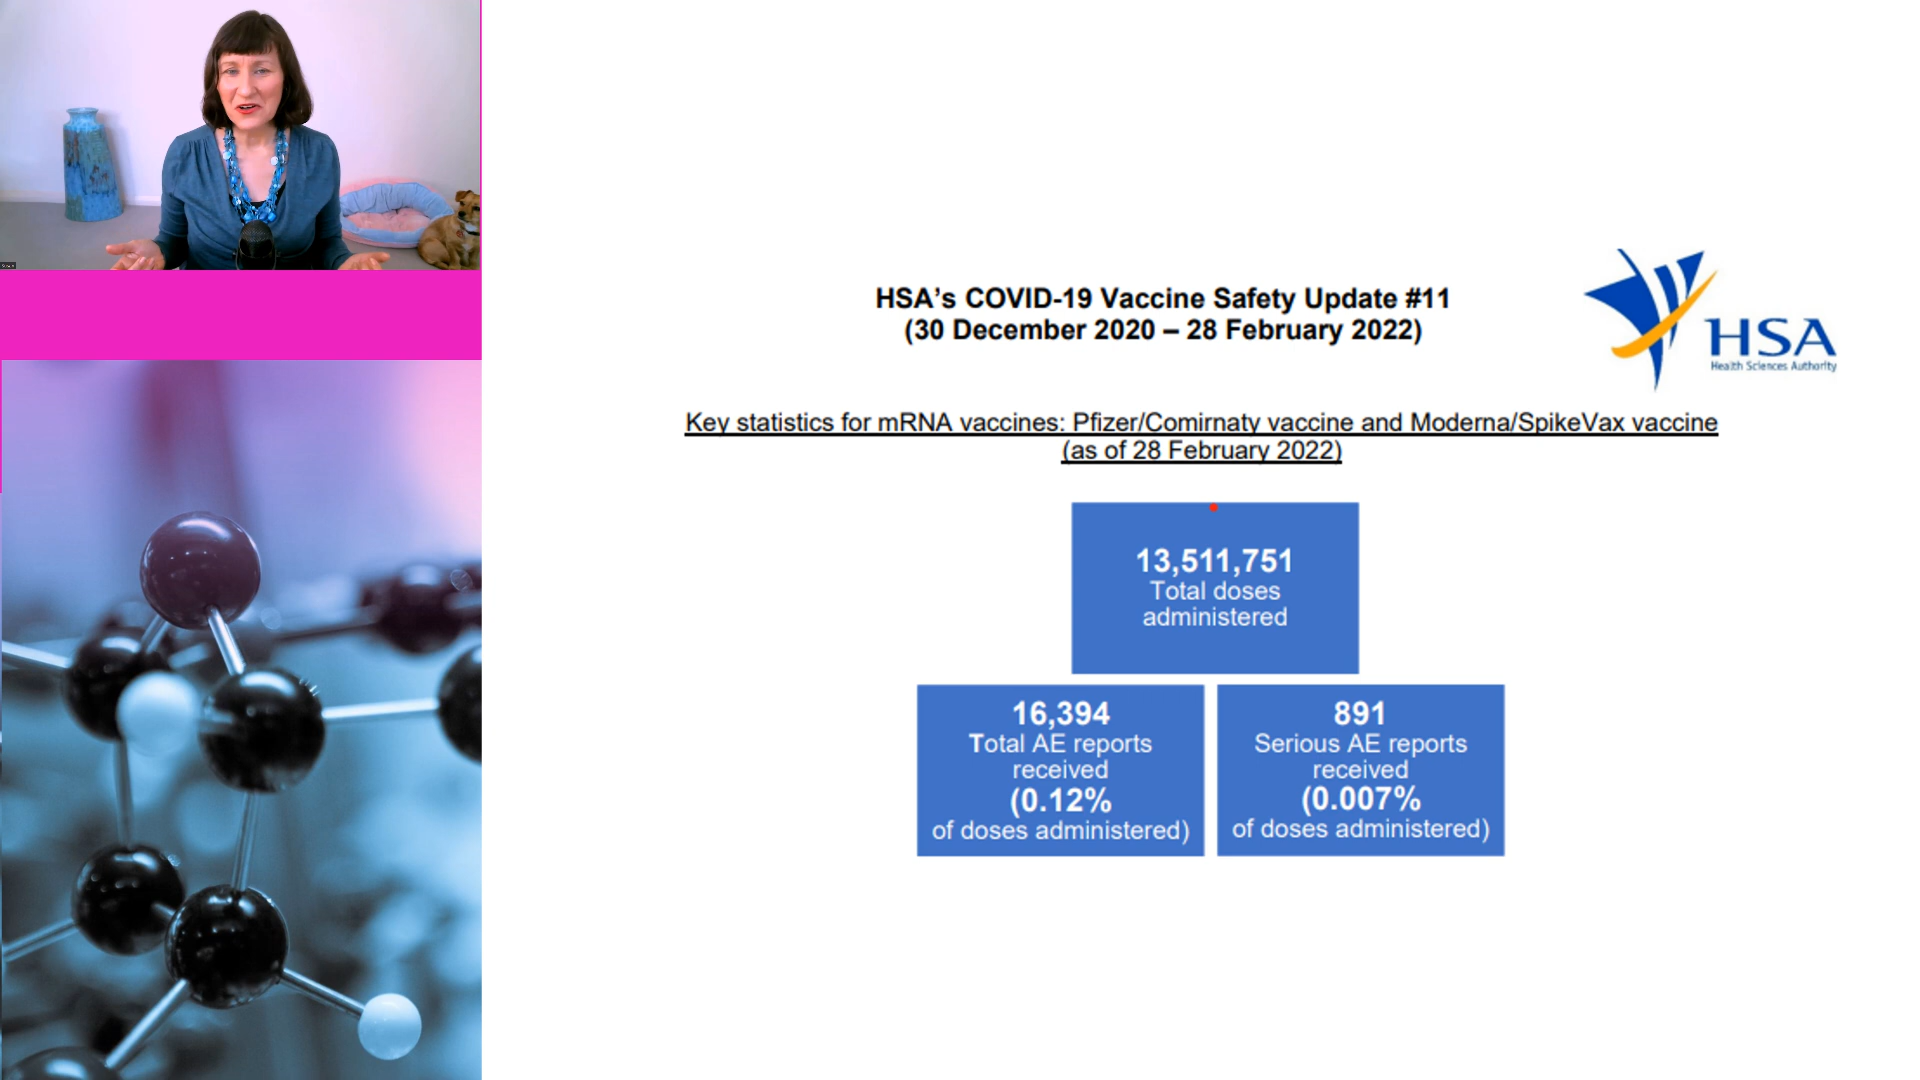 HSA's COVID-19 Vaccine Safety Update #11
(30 December 2020 – 28 February 2022)
HSA
Health Sciences Authority
Key statistics for mRNA vaccines: Pfizer/Comirnaty vaccine and Moderna/SpikeVax vaccine
(as of 28 February 2022)
13,511,751
Total doses
administered
16,394
Total AE reports
received
(0.12%
of doses administered)
891
Serious AE reports
received
(0.007%
of doses administered)